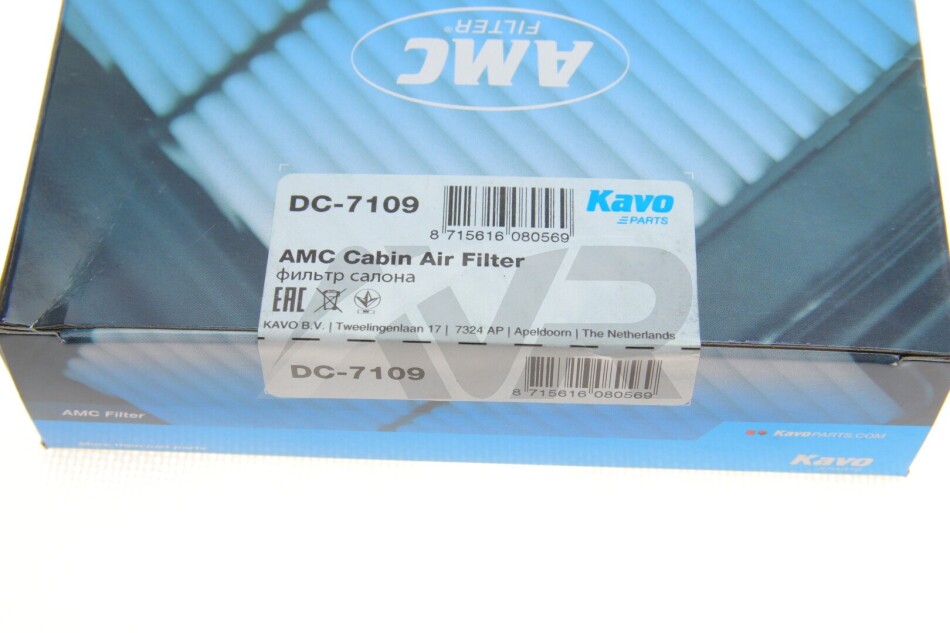 AMC
FILTER®
DC-7109
8 715616 080569
Kavo
PARTS
AMC Cabin Air Filter
фильтр салона
EAC
KAVO B.V. | Tweelingenlaan 17 | 7324 AP | Apeldoorn | The Netherlands
DC-7109
8 715616 080569
AMC Filter
KavoPARTS.COM
Kavo
AVR